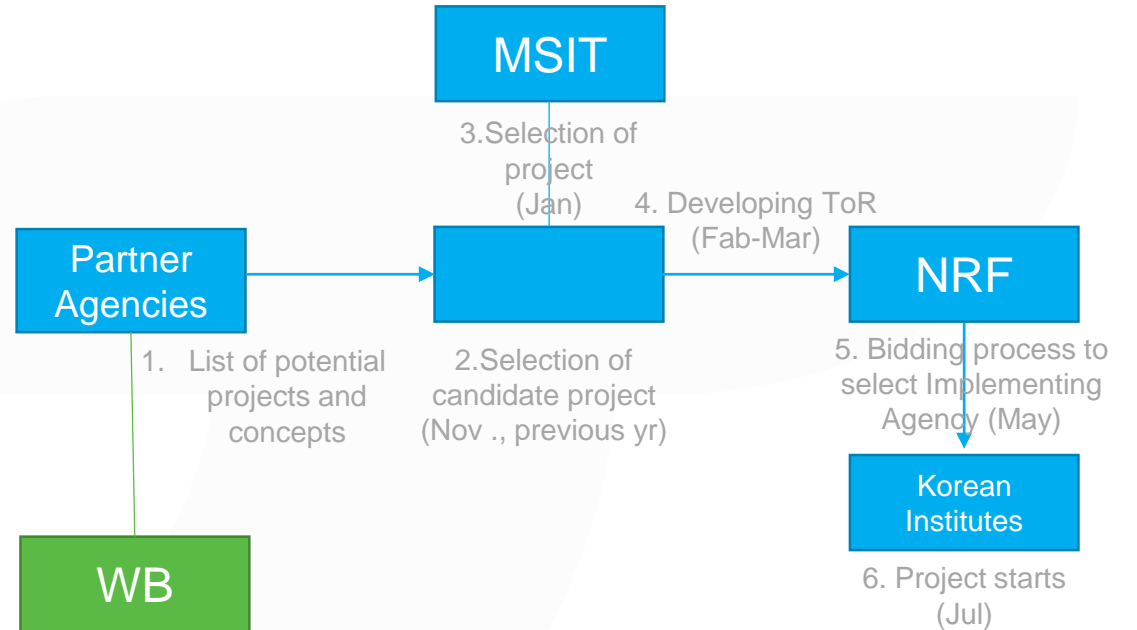 MSIT
3.Selection of
project
(Jan)
4. Developing ToR
(Fab-Mar)
Partner
Agencies
NRF
1. List of potential
projects and
concepts
2.Selection of
candidate project
(Nov ., previous yr)
5. Bidding process to
select Implementing
Agency (May)
Korean
Institutes
WB
6. Project starts
(Jul)